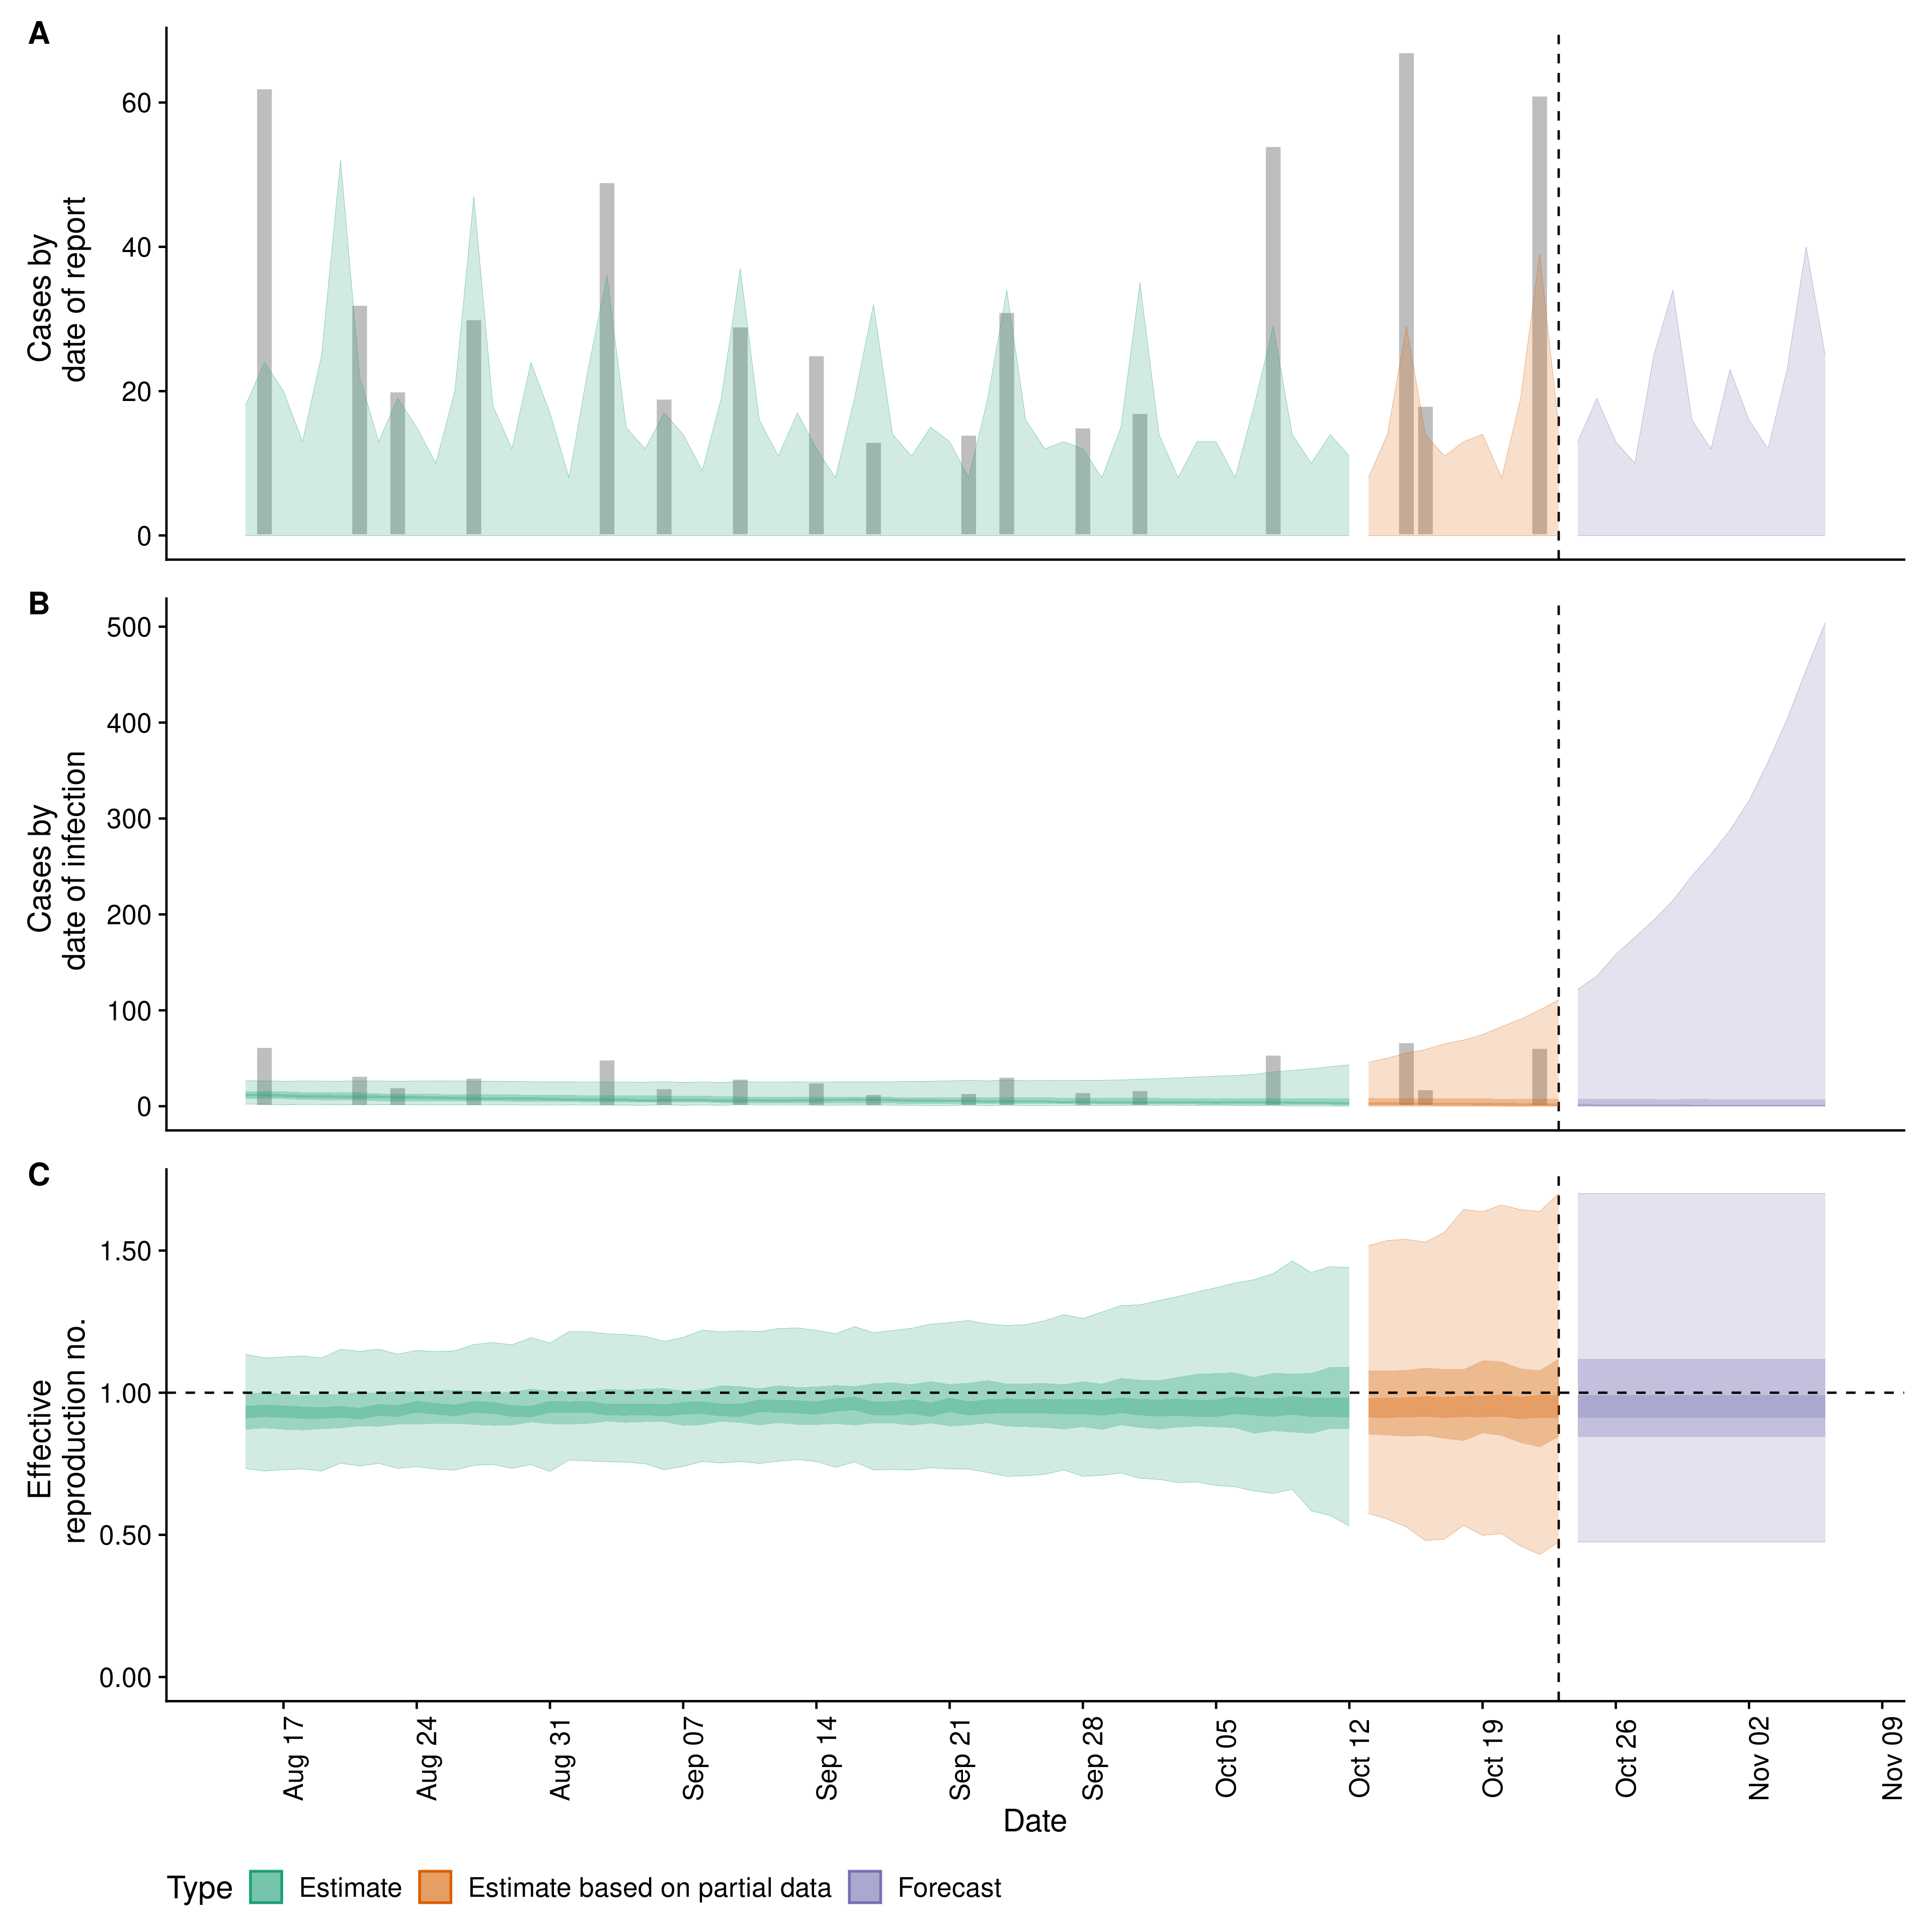 A
Cases by
date of report
60
40
20
0
B
Cases by
date of infection
500
400
300
200
100
0
C
Effective
reproduction no.
1.50
1.00
0.50
0.00
Aug 17
Aug 24
Aug 31
Sep 07
Sep 14
Sep 21
Sep 28
Oct 05
Oct 12
Oct 19
Oct 26
Nov 02
Nov 09
Date
Type Estimate Estimate based on partial data Forecast